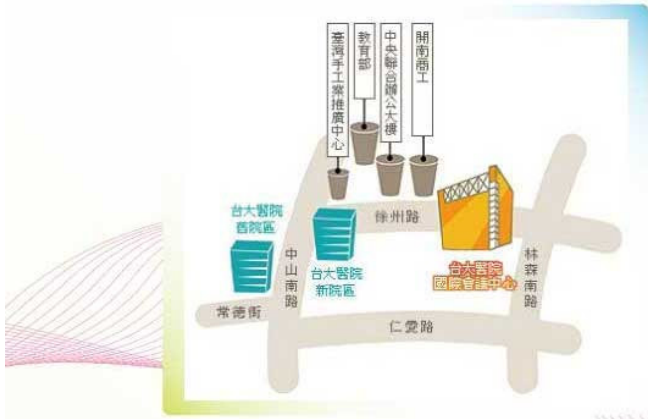 臺灣手工業推廣中心
教育部
中央聯合辦公大樓
開南商工
台大醫院
舊院區
台大醫院
新院區
徐州路
中山南路
林森南路
台大醫院
國際會議中心
常德街
仁愛路